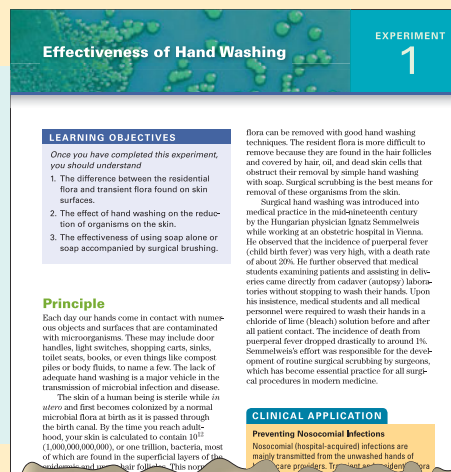 Effectiveness of Hand Washing
EXPERIMENT
1
LEARNING OBJECTIVES
Once you have completed this experiment,
you should understand
1. The difference between the residential
flora and transient flora found on skin
surfaces.
2. The effect of hand washing on the reduc-
tion of organisms on the skin.
3. The effectiveness of using soap alone or
soap accompanied by surgical brushing.
Principle
Each day our hands come in contact with numer-
ous objects and surfaces that are contaminated
with microorganisms. These may include door
handles, light switches, shopping carts, sinks,
toilet seats, books, or even things like compost
piles or body fluids, to name a few. The lack of
adequate hand washing is a major vehicle in the
transmission of microbial infection and disease.
The skin of a human being is sterile while in
utero and first becomes colonized by a normal
microbial flora at birth as it is passed through
the birth canal. By the time you reach adult-
hood, your skin is calculated to contain 10¹²
(1,000,000,000,000), or one trillion, bacteria, most
of which are found in the superficial layers of the
epidermis and upper hair follicles. This
flora can be removed with good hand washing
techniques. The resident flora is more difficult to
remove because they are found in the hair follicles
and covered by hair, oil, and dead skin cells that
obstruct their removal by simple hand washing
with soap. Surgical scrubbing is the best means for
removal of these organisms from the skin.
Surgical hand washing was introduced into
medical practice in the mid-nineteenth century
by the Hungarian physician Ignatz Semmelweis
while working at an obstetric hospital in Vienna.
He observed that the incidence of puerperal fever
(child birth fever) was very high, with a death rate
of about 20%. He further observed that medical
students examining patients and assisting in deliv-
eries came directly from cadaver (autopsy) labora-
tories without stopping to wash their hands. Upon
his insistence, medical students and all medical
personnel were required to wash their hands in a
chloride of lime (bleach) solution before and after
all patient contact. The incidence of death from
puerperal fever dropped drastically to around 1%.
Semmelweis's effort was responsible for the devel-
opment of routine surgical scrubbing by surgeons,
which has become essential practice for all surgi-
cal procedures in modern medicine.
CLINICAL APPLICATION
Preventing Nosocomial Infections
Nosocomial (hospital-acquired) infections are
mainly transmitted from the unwashed hands of
care providers.